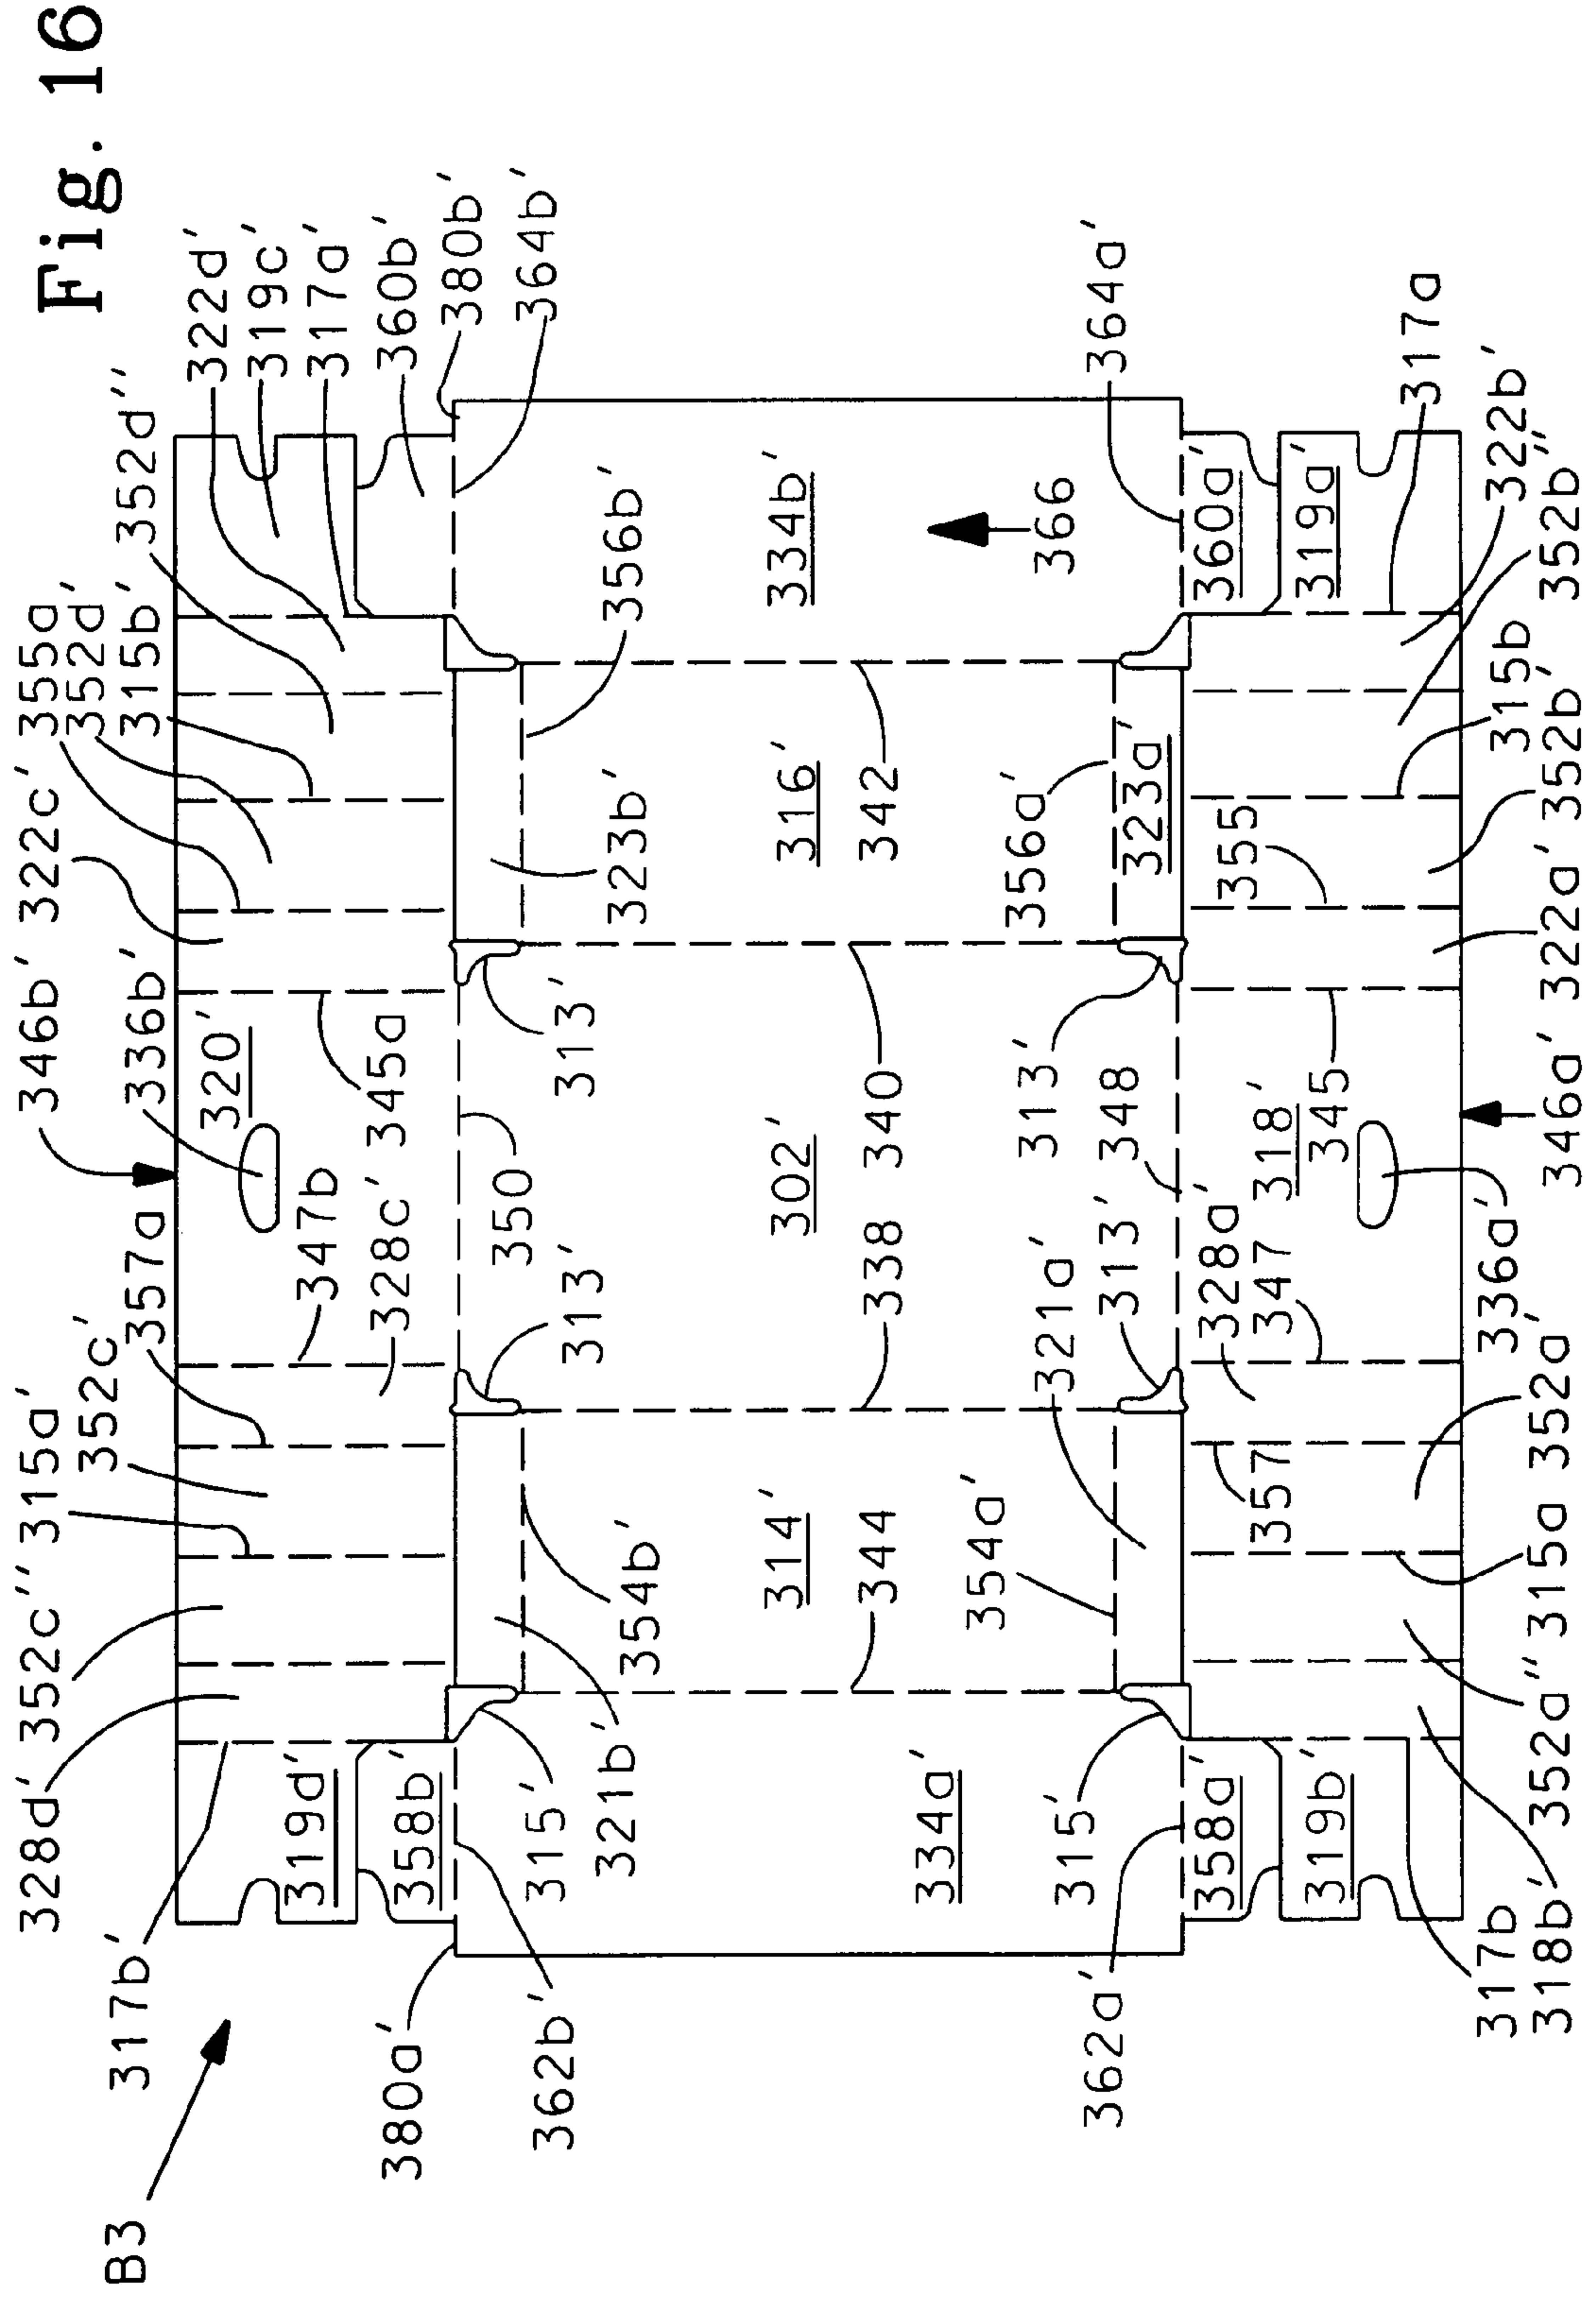 Fig. 16
328d' 352c'' 315a' 346b' 322c' 355a
352c' 352d'
B3 317b' 357a 336b' 315b' 352d''
320' 322d'
319c'
319d' 347b 317a'
380a' 358b' 328c' 345a 360b'
380b'
350
362b' 315' 364b'
313' 313'
321b' 323b' 356b'
354b'
314' 302' 316' 334b'
344 338 340 342
334a'
354a'
321a' 313' 356a' 366
315'
362a' 313' 348 364a'
323a'
358a' 328a' 360a'
355
357 347 318'
319b' 345 319a'
317a
317b 336a' 315b 322b'
318b' 352a'' 315a 352a' 346a' 322a' 352b' 352b''